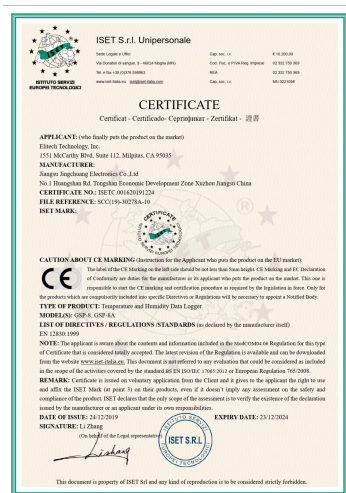 ISET
ISTITUTO SERVIZI
EUROPEI TECNOLOGICI
ISET S.r.l. Unipersonale
Sede Legale e Uffici
Via Donatori di sangue, 9 - 46024 Moglia (MN)
Tel. e fax +39 (0)376 598963
www.iset-italia.eu iset@iset-italia.com
Cap. soc. i.v.
Cod. Fisc. e P.IVA Reg. Imprese
REA
Cap. soc. i.v.
€ 10.200,00
02 332 750 369
02 332 750 369
MN 0221098
CERTIFICATE
Certificat - Certificado- Сертификат - Zertifikat - 證書
APPLICANT: (who finally puts the product on the market)
Elitech Technology, Inc.
1551 McCarthy Blvd, Suite 112, Milpitas, CA 95035
MANUFACTURER:
Jiangsu Jingchuang Electronics Co.,Ltd
No.1 Huangshan Rd. Tongshan Economic Development Zone Xuzhou Jiangsu China
CERTIFICATE NO.: ISETC.001620191224
FILE REFERENCE: SCC(19)-30278A-10
ISET MARK:
CAUTION ABOUT CE MARKING (Instruction for the Applicant who puts the product on the EU market):
CE
The label of the CE Marking on the left side should be not less than 5mm height. CE Marking and EC Declaration
of Conformity are duties for the manufacturer or its applicant who puts the product on the market. This one is
responsible to start the CE marking and certification procedure as required by the legislation in force. Only for
the products which are compulsorily included into specific Directives or Regulations will be necessary to appoint a Notified Body.
TYPE OF PRODUCT: Temperature and Humidity Data Logger
MODEL(S): GSP-8, GSP-8A
LIST OF DIRECTIVES / REGULATIONS /STANDARDS (as declared by the manufacturer itself)
EN 12830:1999
NOTE: The applicant is aware about the contents and information included in the ModCOM04.00 Regulation for this type
of Certificate that is considered totally accepted. The latest revision of the Regulation is available and can be downloaded
from the website www.iset-italia.eu. This document is not referred to any evaluation that could be considered as included
in the scope of the activities covered by the standard BS EN ISO/IEC 17065:2012 or European Regulation 765/2008.
REMARK: Certificate is issued on voluntary application from the Client and it gives to the applicant the right to use
and affix the ISET Mark (at point 3) on their products, even if it doesn't imply any assessment on the safety and
compliance of the product. ISET declares that the only scope of the assessment is to verify the existence of the declaration
issued by the manufacturer or an applicant under its own responsibilities.
DATE OF ISSUE: 24/12/2019
EXPIRY DATE: 23/12/2024
SIGNATURE: Li Zhang
(On behalf of the Legal representative)
ISET S.R.L
This document is property of ISET Srl and any kind of reproduction is to be considered strictly forbidden.